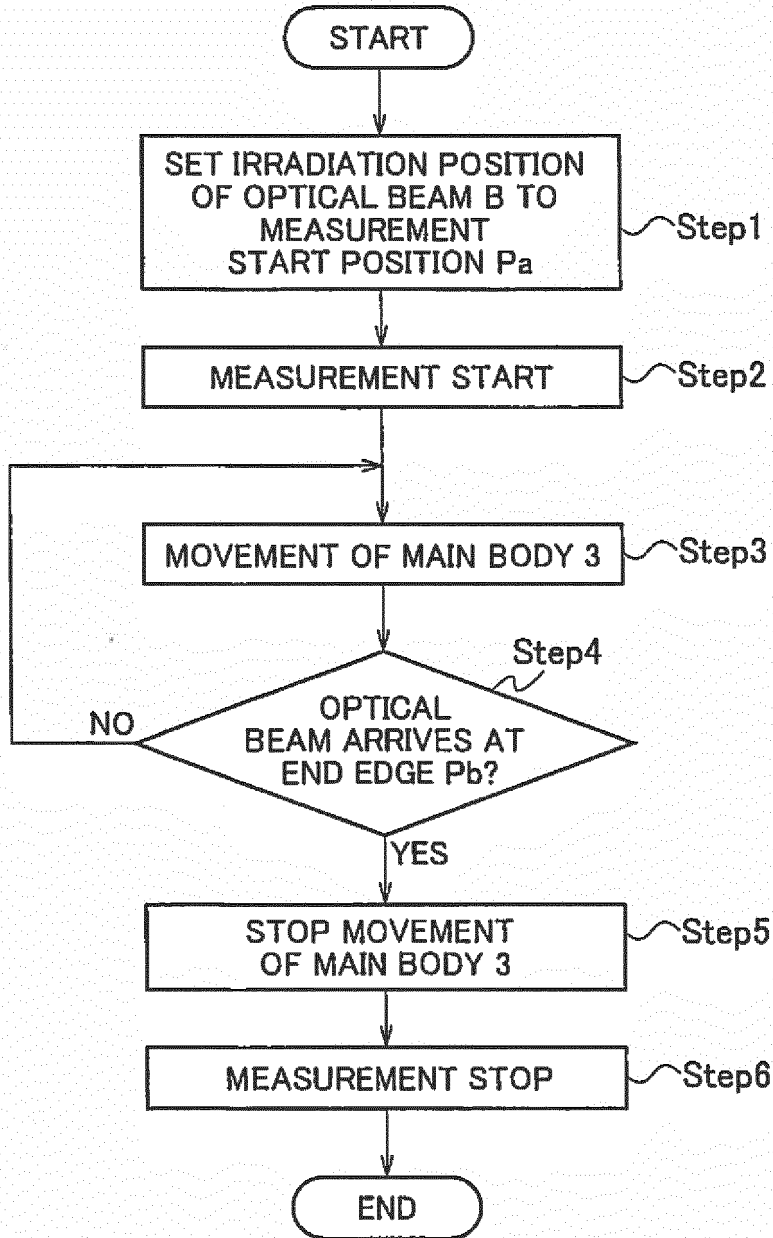 START
SET IRRADIATION POSITION
OF OPTICAL BEAM B TO
MEASUREMENT
START POSITION Pa
Step1
MEASUREMENT START
Step2
MOVEMENT OF MAIN BODY 3
Step3
Step4
OPTICAL
BEAM ARRIVES AT
END EDGE Pb?
NO
YES
STOP MOVEMENT
OF MAIN BODY 3
Step5
MEASUREMENT STOP
Step6
END